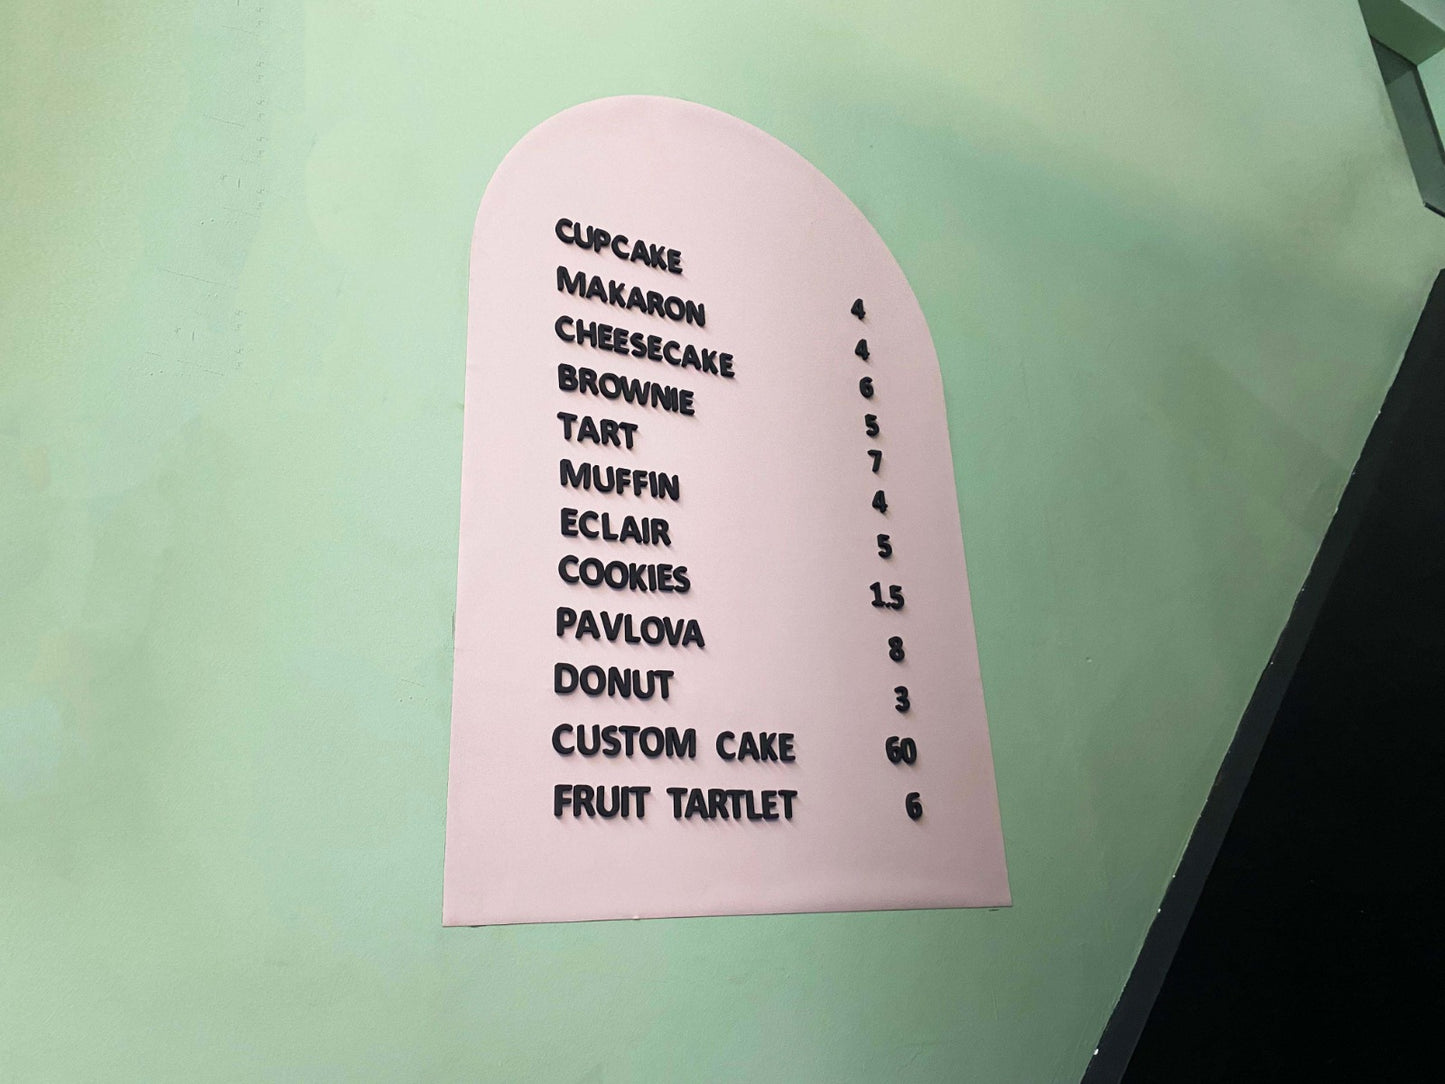 CUPCAKE 4
MAKARON 4
CHEESECAKE 6
BROWNIE 5
TART 7
MUFFIN 4
ECLAIR 5
COOKIES 1.5
PAVLOVA 8
DONUT 3
CUSTOM CAKE 60
FRUIT TARTLET 6